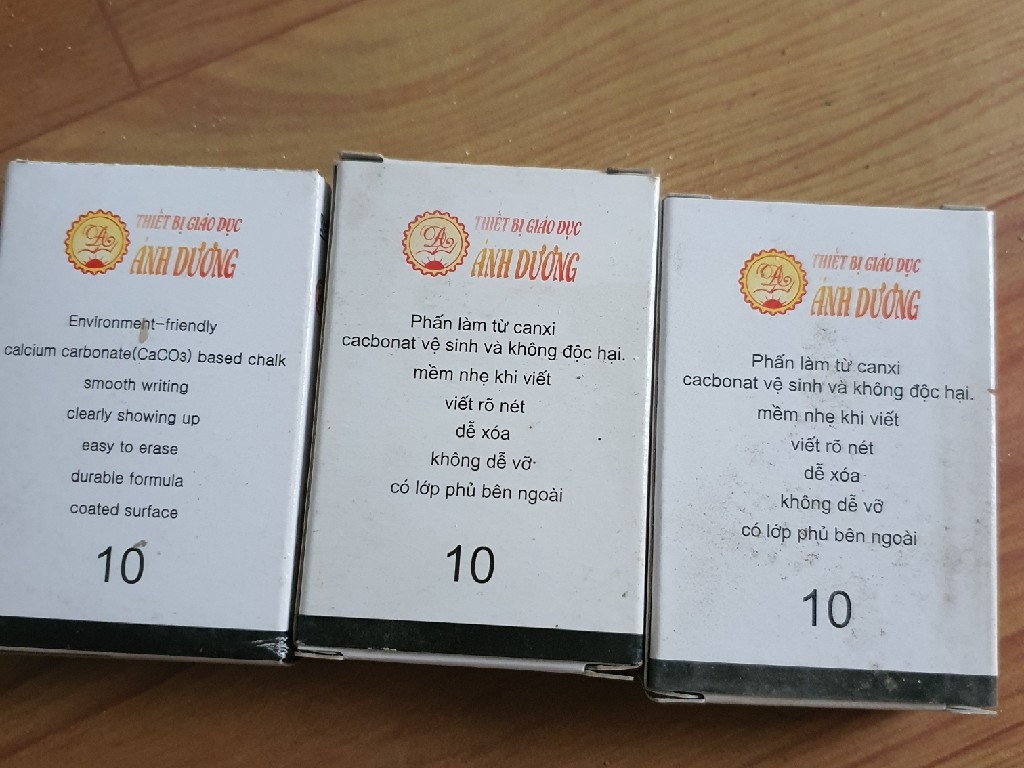 THIẾT BỊ GIÁO DỤC
ÁNH DƯƠNG
Environment-friendly
calcium carbonate(CaCO₃) based chalk
smooth writing
clearly showing up
easy to erase
durable formula
coated surface
10
THIẾT BỊ GIÁO DỤC
ÁNH DƯƠNG
Phấn làm từ canxi
cacbonat vệ sinh và không độc hại.
mềm nhẹ khi viết
viết rõ nét
dễ xóa
không dễ vỡ
có lớp phủ bên ngoài
10
THIẾT BỊ GIÁO DỤC
ÁNH DƯƠNG
Phấn làm từ canxi
cacbonat vệ sinh và không độc hại.
mềm nhẹ khi viết
viết rõ nét
dễ xóa
không dễ vỡ
có lớp phủ bên ngoài
10